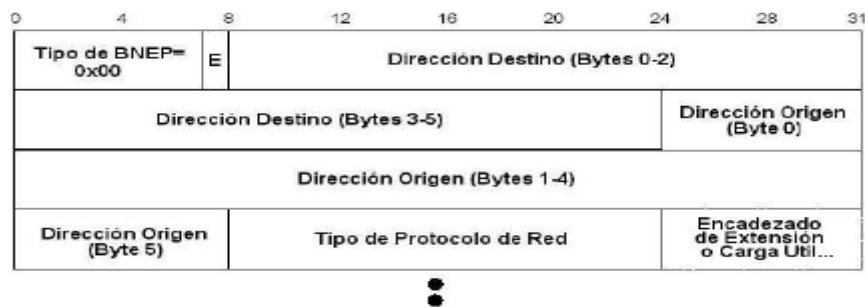 0 4 8 12 16 20 24 28 31
Tipo de BNEP=
0x00
E
Dirección Destino (Bytes 0-2)
Dirección Destino (Bytes 3-5)
Dirección Origen
(Byte 0)
Dirección Origen (Bytes 1-4)
Dirección Origen
(Byte 5)
Tipo de Protocolo de Red
Encadezado
de Extensión
o Carga Util...